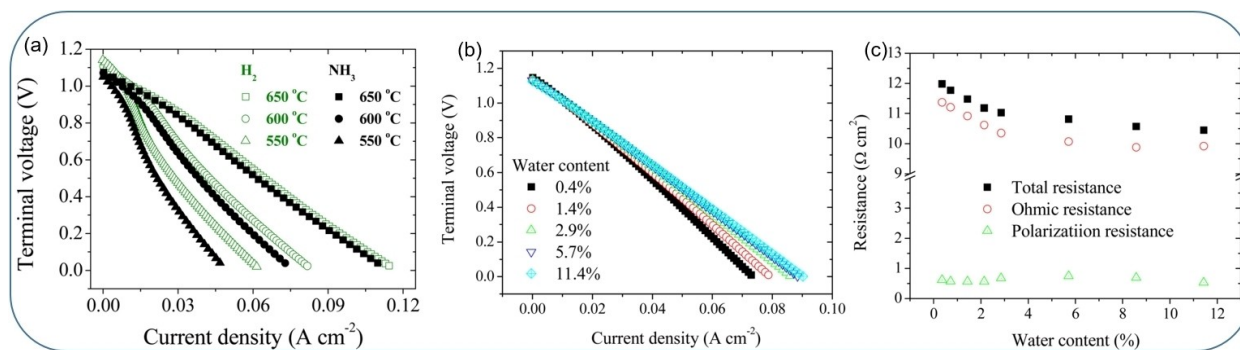 (a)
1.2
1.0
0.8
0.6
0.4
0.2
0.0
Terminal voltage (V)
H₂ NH₃
650 °C 650 °C
600 °C 600 °C
550 °C 550 °C
0.00 0.03 0.06 0.09 0.12
Current density (A cm⁻²)
(b)
1.2
1.0
0.8
0.6
0.4
0.2
0.0
Terminal voltage (V)
Water content
0.4%
1.4%
2.9%
5.7%
11.4%
0.00 0.02 0.04 0.06 0.08 0.10
Current density (A cm⁻²)
(c)
13
12
11
10
9
4
3
2
1
0
Resistance (Ω cm²)
Total resistance
Ohmic resistance
Polarizatiion resistance
0 2 4 6 8 10 12
Water content (%)